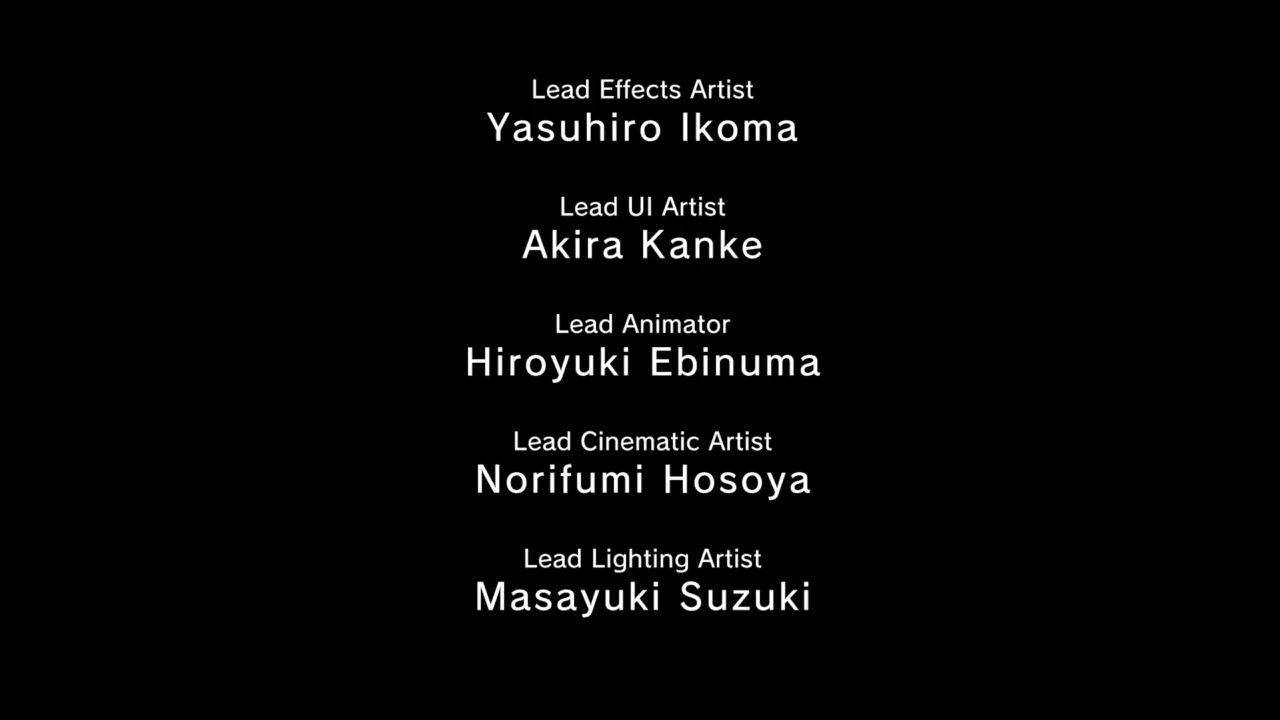 Lead Effects Artist
Yasuhiro Ikoma
Lead UI Artist
Akira Kanke
Lead Animator
Hiroyuki Ebinuma
Lead Cinematic Artist
Norifumi Hosoya
Lead Lighting Artist
Masayuki Suzuki